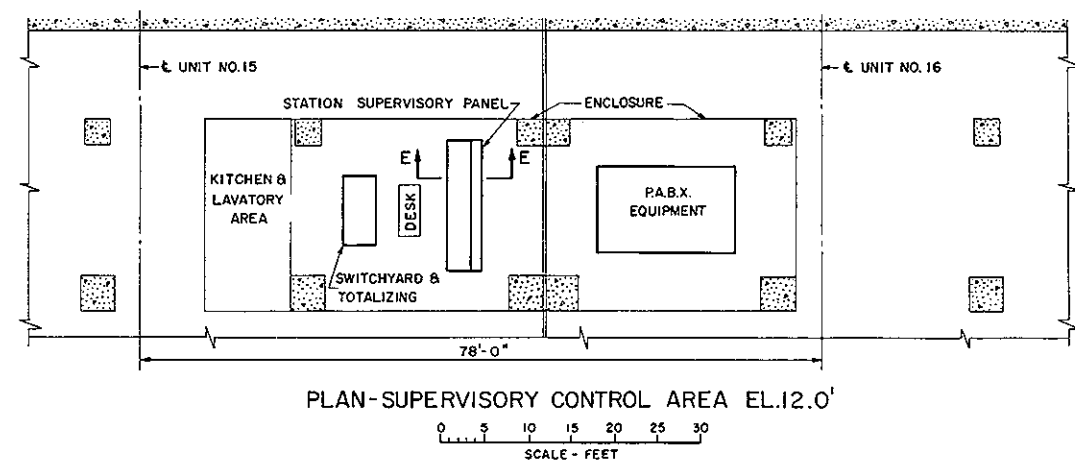 ℄ UNIT NO.15
℄ UNIT NO.16
STATION SUPERVISORY PANEL
ENCLOSURE
E
E
KITCHEN &
LAVATORY
AREA
DESK
P.A.B.X.
EQUIPMENT
SWITCHYARD &
TOTALIZING
78'-0"
PLAN-SUPERVISORY CONTROL AREA EL.12.0'
0 5 10 15 20 25 30
SCALE - FEET